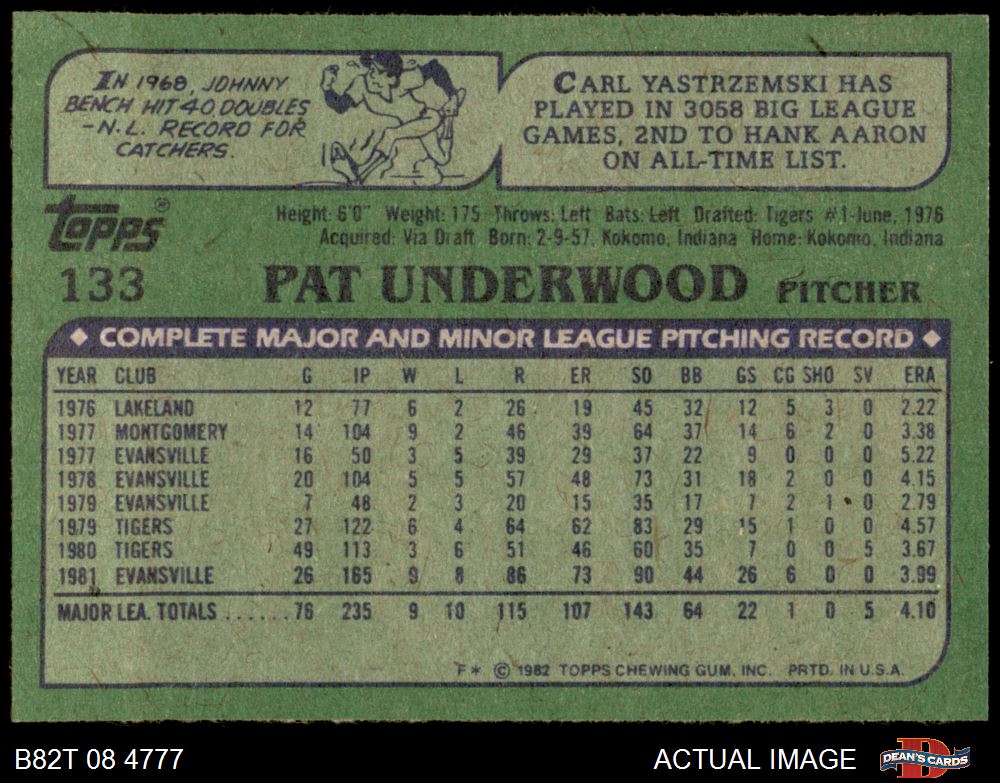 IN 1968, JOHNNY
BENCH HIT 40 DOUBLES
-N.L. RECORD FOR
CATCHERS.
CARL YASTRZEMSKI HAS
PLAYED IN 3058 BIG LEAGUE
GAMES, 2ND TO HANK AARON
ON ALL-TIME LIST.
topps®
Height: 6'0" Weight: 175 Throws: Left Bats: Left Drafted: Tigers #1-June, 1976
Acquired: Via Draft Born: 2-9-57, Kokomo, Indiana Home: Kokomo, Indiana
133 PAT UNDERWOOD PITCHER
◆ COMPLETE MAJOR AND MINOR LEAGUE PITCHING RECORD ◆
YEAR CLUB G IP W L R ER SO BB GS CG SHO SV ERA
1976 LAKELAND 12 77 6 2 26 19 45 32 12 5 3 0 2.22
1977 MONTGOMERY 14 104 9 2 46 39 64 37 14 6 2 0 3.38
1977 EVANSVILLE 16 50 3 5 39 29 37 22 9 0 0 0 5.22
1978 EVANSVILLE 20 104 5 5 57 48 73 31 18 2 0 0 4.15
1979 EVANSVILLE 7 48 2 3 20 15 35 17 7 2 1 0 2.79
1979 TIGERS 27 122 6 4 64 62 83 29 15 1 0 0 4.57
1980 TIGERS 49 113 3 6 51 46 60 35 7 0 0 5 3.67
1981 EVANSVILLE 26 165 9 8 86 73 90 44 26 6 0 0 3.99
MAJOR LEA. TOTALS ......76 235 9 10 115 107 143 64 22 1 0 5 4.10
F* © 1982 TOPPS CHEWING GUM, INC. PRTD. IN U.S.A.
B82T 08 4777 ACTUAL IMAGE DEAN'S CARDS